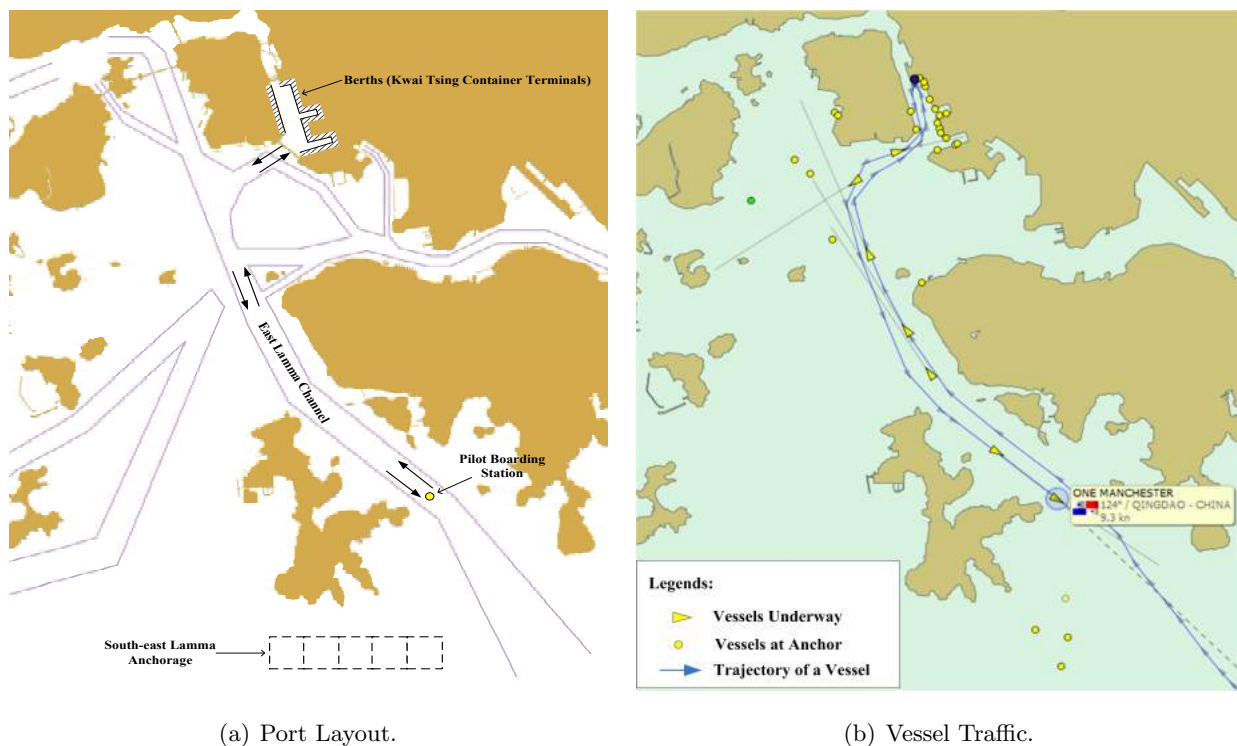 Berths (Kwai Tsing Container Terminals)
East Lamma Channel
Pilot Boarding
Station
South-east Lamma
Anchorage
(a) Port Layout.
ONE MANCHESTER
124° / QINGDAO - CHINA
9.3 kn
Legends:
Vessels Underway
Vessels at Anchor
Trajectory of a Vessel
(b) Vessel Traffic.